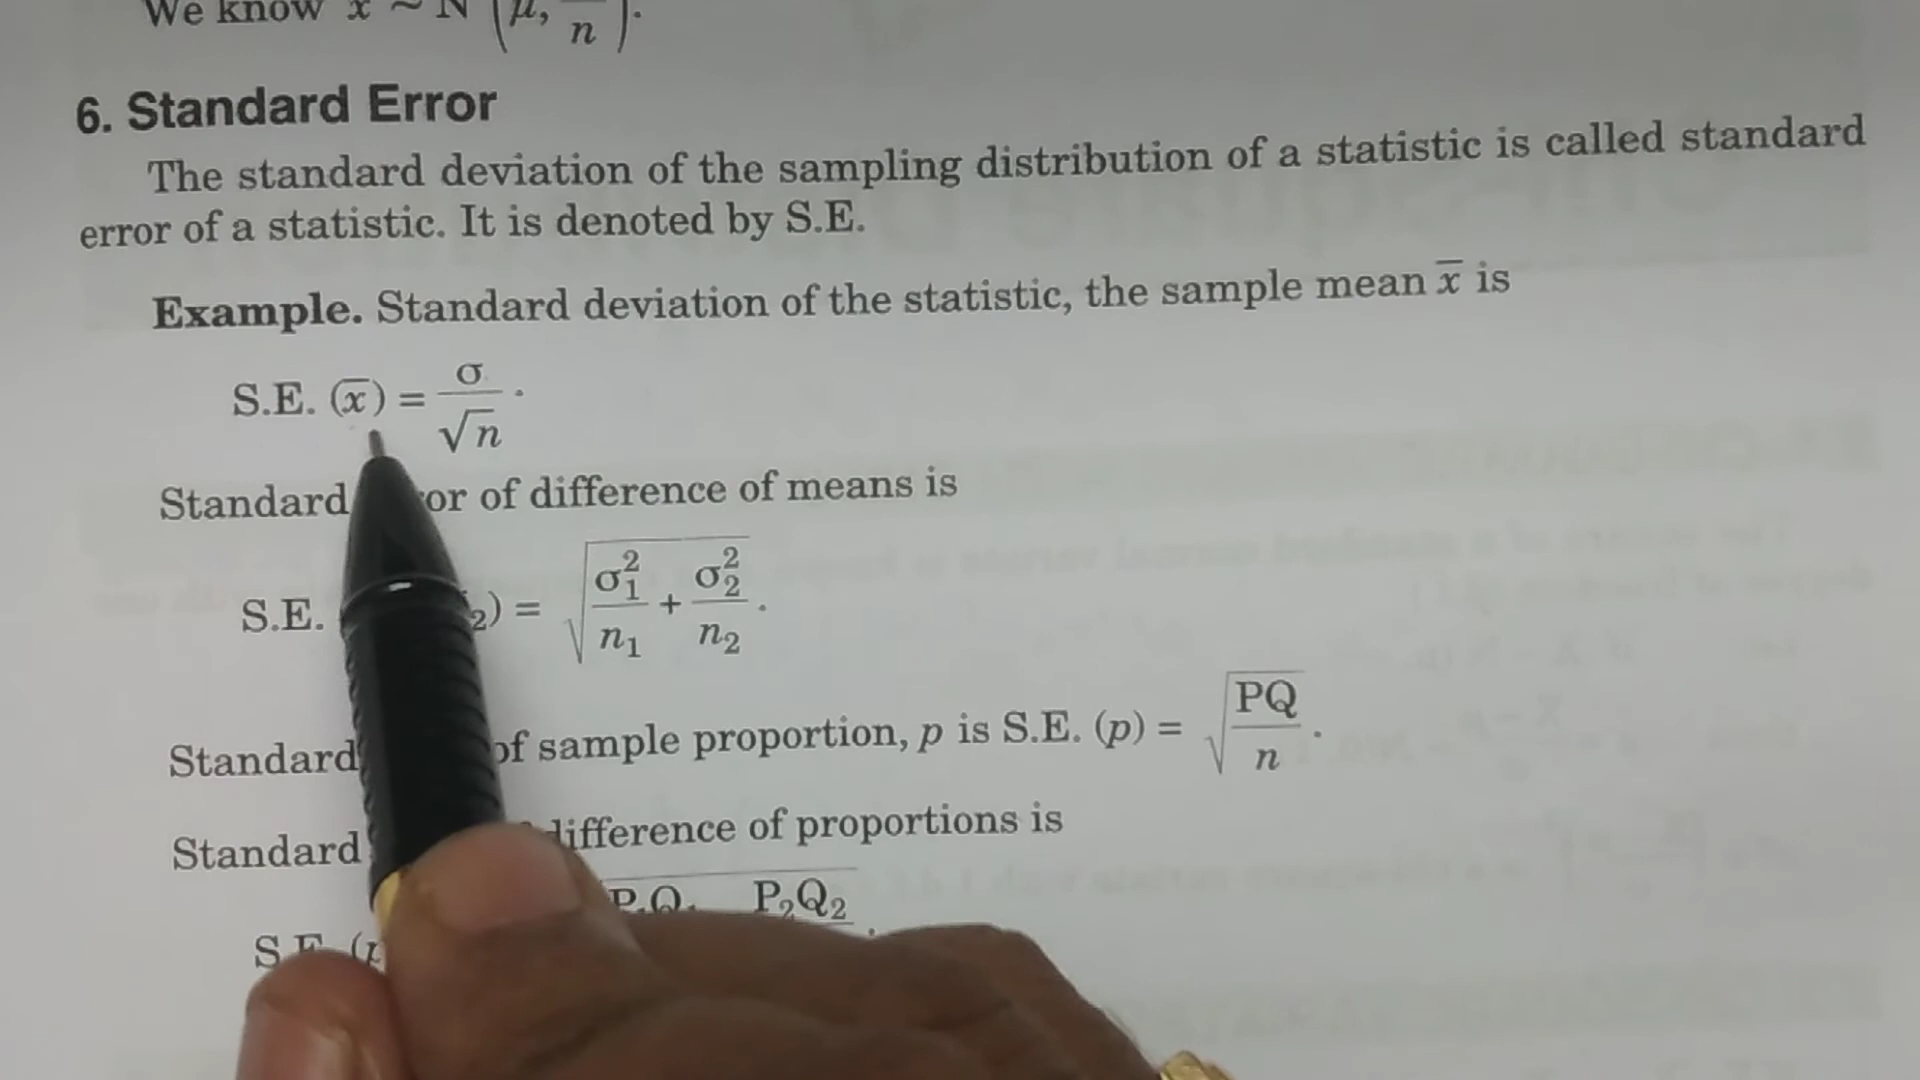 We know x ~ N (μ, n).
6. Standard Error
The standard deviation of the sampling distribution of a statistic is called standard
error of a statistic. It is denoted by S.E.
Example. Standard deviation of the statistic, the sample mean x̄ is
S.E. (x̄) = σ/√n .
Standard or of difference of means is
S.E. ₂) = √(σ₁²/n₁ + σ₂²/n₂) .
Standard of sample proportion, p is S.E. (p) = √(PQ/n) .
Standard difference of proportions is
S.E. ( P₂Q₂ .